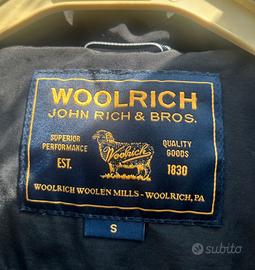 WOOLRICH
JOHN RICH & BROS.
SUPERIOR PERFORMANCE
QUALITY GOODS
EST.
Woolrich
1830
WOOLRICH WOOLEN MILLS - WOOLRICH, PA
S
subito